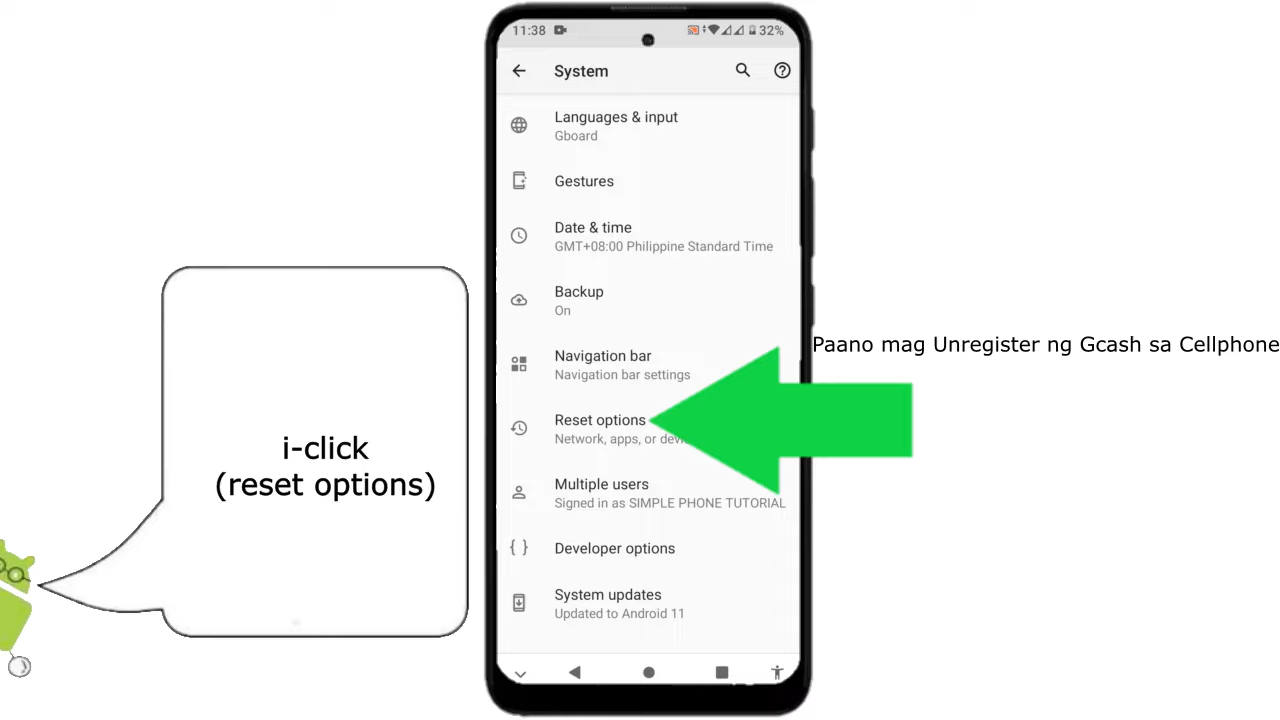 11:38
32%
System
Languages & input
Gboard
Gestures
Date & time
GMT+08:00 Philippine Standard Time
Backup
On
Navigation bar
Navigation bar settings
Reset options
Network, apps, or
Multiple users
Signed in as SIMPLE PHONE TUTORIAL
{ } Developer options
System updates
Updated to Android 11
i-click
(reset options)
Paano mag Unregister ng Gcash sa Cellphone